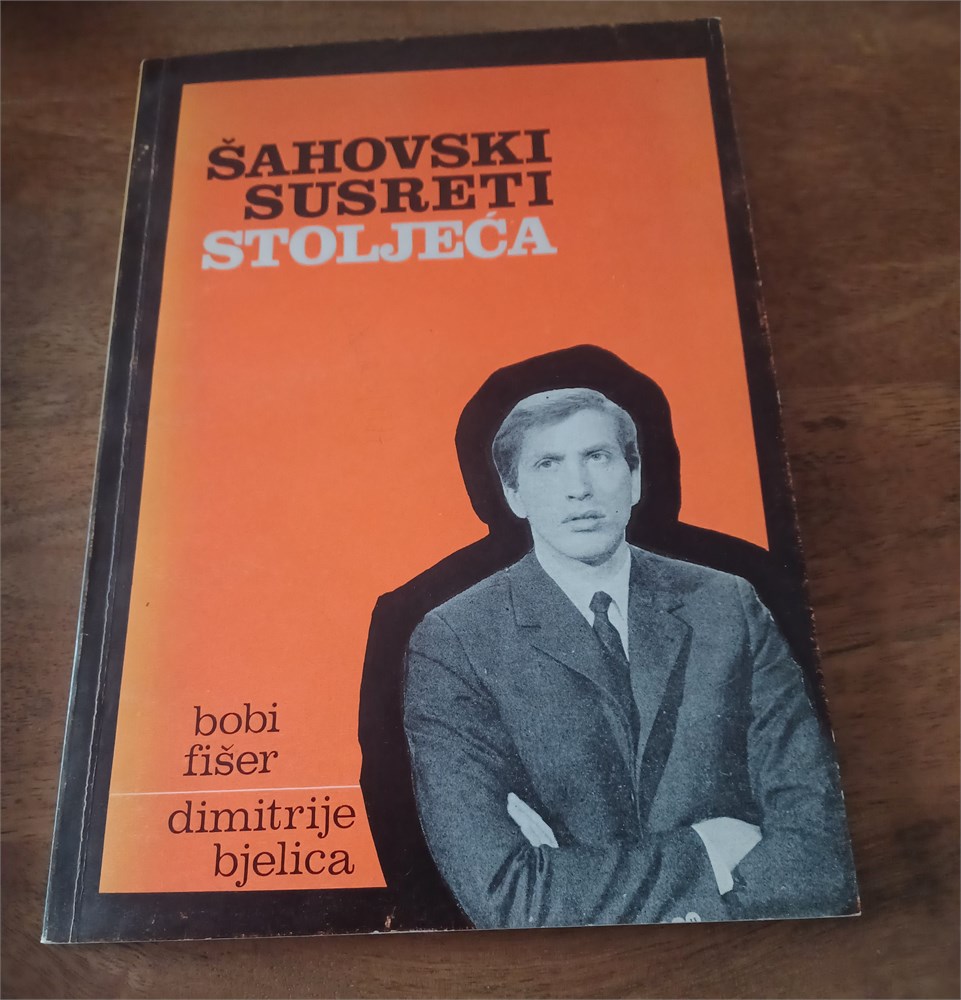 ŠAHOVSKI
SUSRETI
STOLJEĆA
bobi
fišer
dimitrije
bjelica